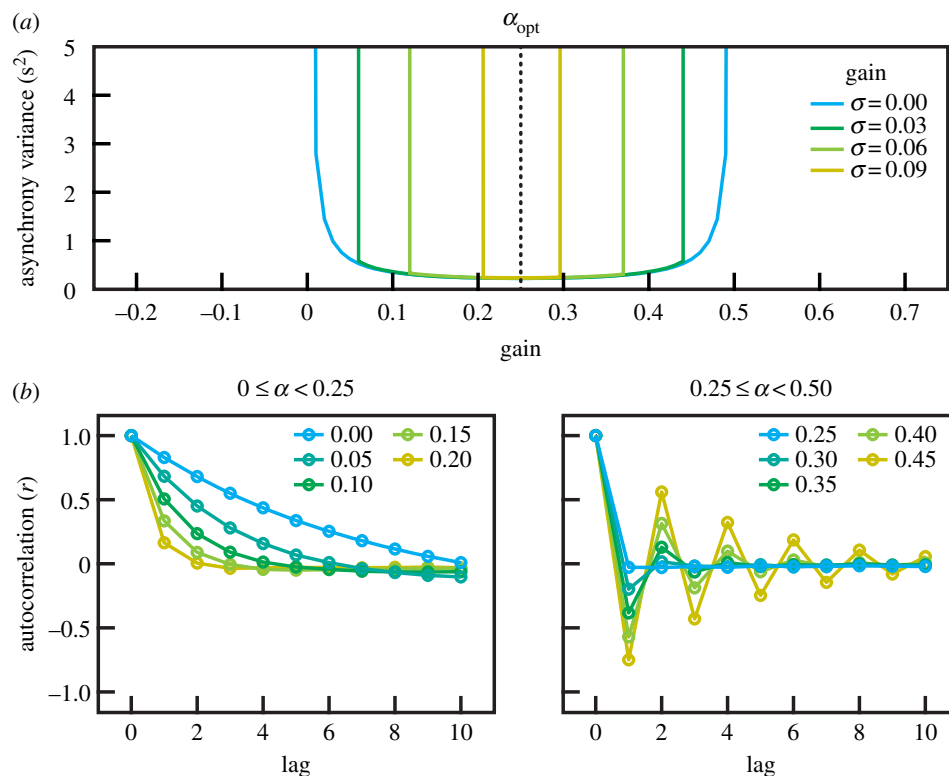 (a)
αopt
asynchrony variance (s²)
5
4
3
2
1
0
gain
σ = 0.00
σ = 0.03
σ = 0.06
σ = 0.09
–0.2 –0.1 0 0.1 0.2 0.3 0.4 0.5 0.6 0.7
gain
(b)
0 ≤ α < 0.25
autocorrelation (r)
1.0
0.5
0
–0.5
–1.0
0.00 0.15
0.05 0.20
0.10
0 2 4 6 8 10
lag
0.25 ≤ α < 0.50
0.25 0.40
0.30 0.45
0.35
0 2 4 6 8 10
lag